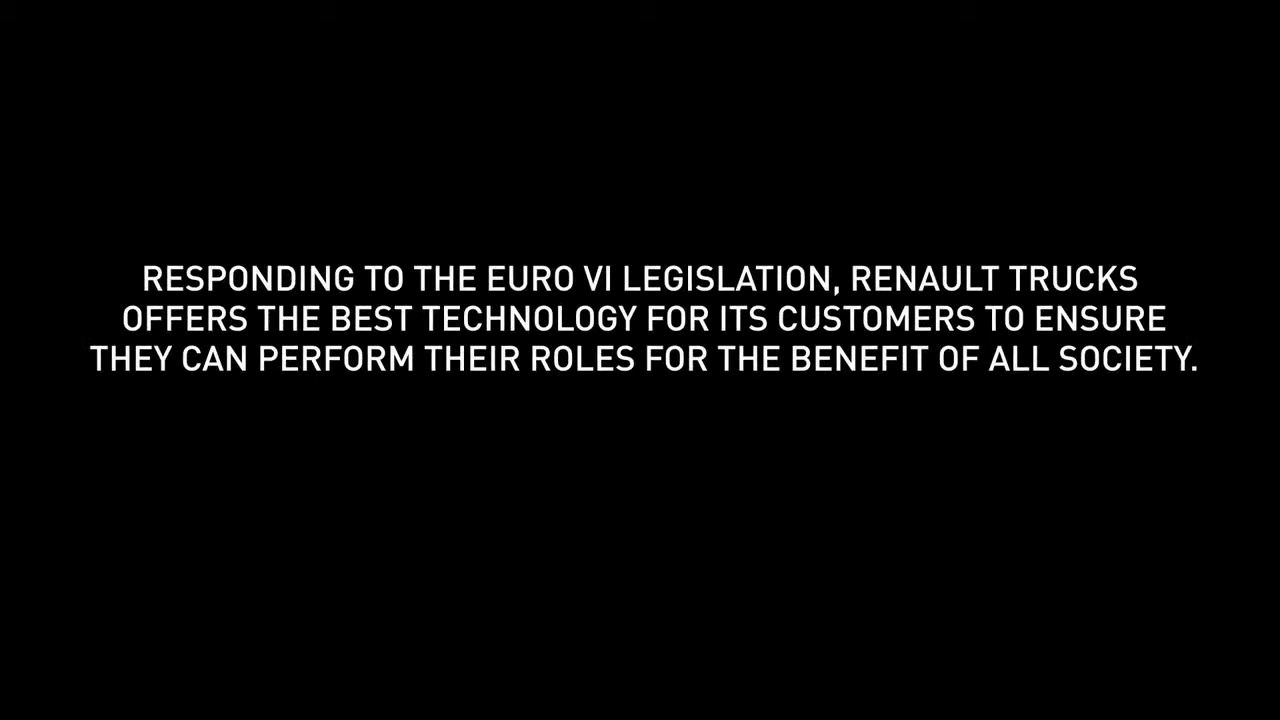 RESPONDING TO THE EURO VI LEGISLATION, RENAULT TRUCKS
OFFERS THE BEST TECHNOLOGY FOR ITS CUSTOMERS TO ENSURE
THEY CAN PERFORM THEIR ROLES FOR THE BENEFIT OF ALL SOCIETY.